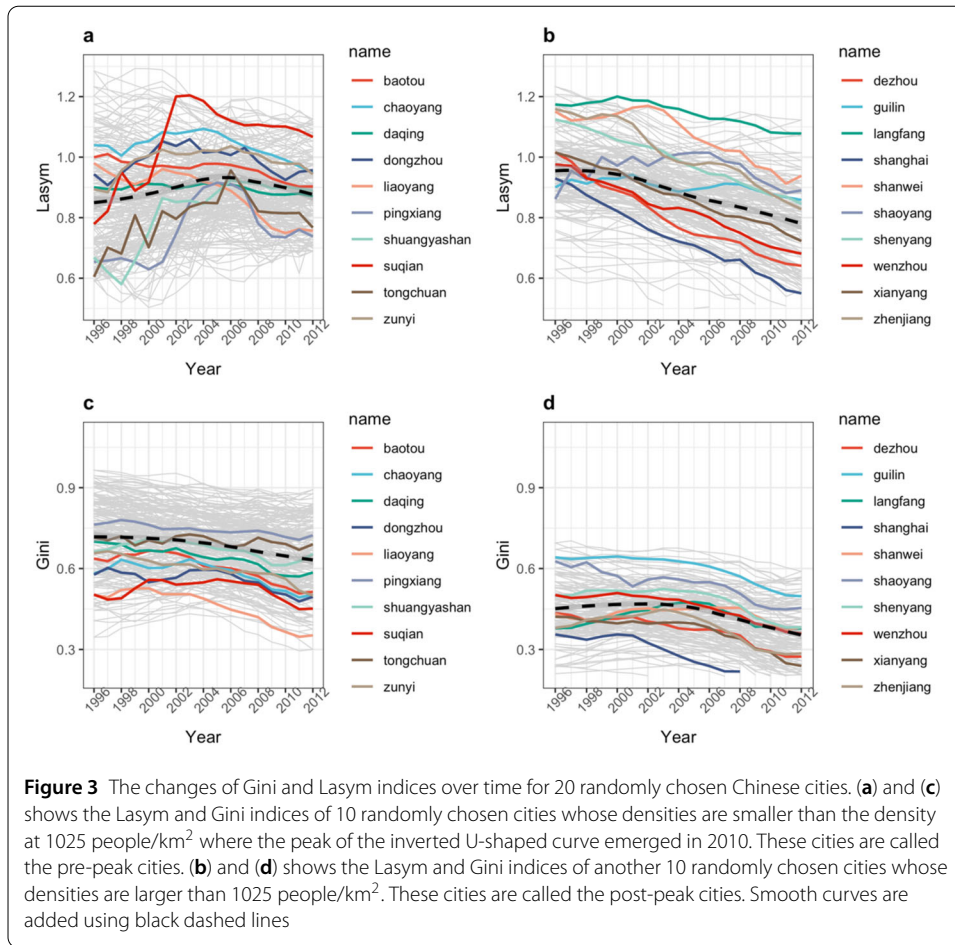 a
name
1.2
1.0
0.8
0.6
Lasym
1996
1998
2000
2002
2004
2006
2008
2010
2012
Year
baotou
chaoyang
daqing
dongzhou
liaoyang
pingxiang
shuangyashan
suqian
tongchuan
zunyi
b
name
1.2
1.0
0.8
0.6
Lasym
1996
1998
2000
2002
2004
2006
2008
2010
2012
Year
dezhou
guilin
langfang
shanghai
shanwei
shaoyang
shenyang
wenzhou
xianyang
zhenjiang
c
name
0.9
0.6
0.3
Gini
1996
1998
2000
2002
2004
2006
2008
2010
2012
Year
baotou
chaoyang
daqing
dongzhou
liaoyang
pingxiang
shuangyashan
suqian
tongchuan
zunyi
d
name
0.9
0.6
0.3
Gini
1996
1998
2000
2002
2004
2006
2008
2010
2012
Year
dezhou
guilin
langfang
shanghai
shanwei
shaoyang
shenyang
wenzhou
xianyang
zhenjiang
Figure 3 The changes of Gini and Lasym indices over time for 20 randomly chosen Chinese cities. (a) and (c)
shows the Lasym and Gini indices of 10 randomly chosen cities whose densities are smaller than the density
at 1025 people/km² where the peak of the inverted U-shaped curve emerged in 2010. These cities are called
the pre-peak cities. (b) and (d) shows the Lasym and Gini indices of another 10 randomly chosen cities whose
densities are larger than 1025 people/km². These cities are called the post-peak cities. Smooth curves are
added using black dashed lines